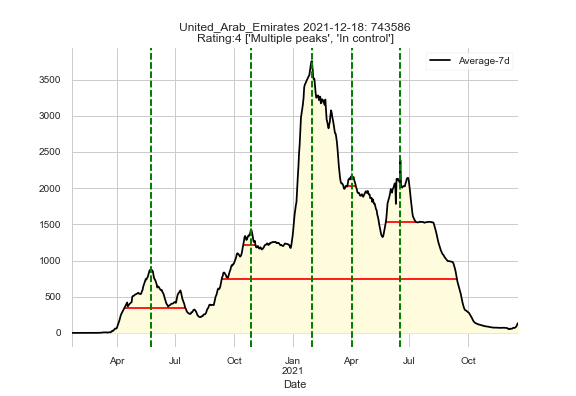 United_Arab_Emirates 2021-12-18: 743586
Rating:4 ['Multiple peaks', 'In control']
Average-7d
3500
3000
2500
2000
1500
1000
500
0
Apr
Jul
Oct
Jan
2021
Apr
Jul
Oct
Date